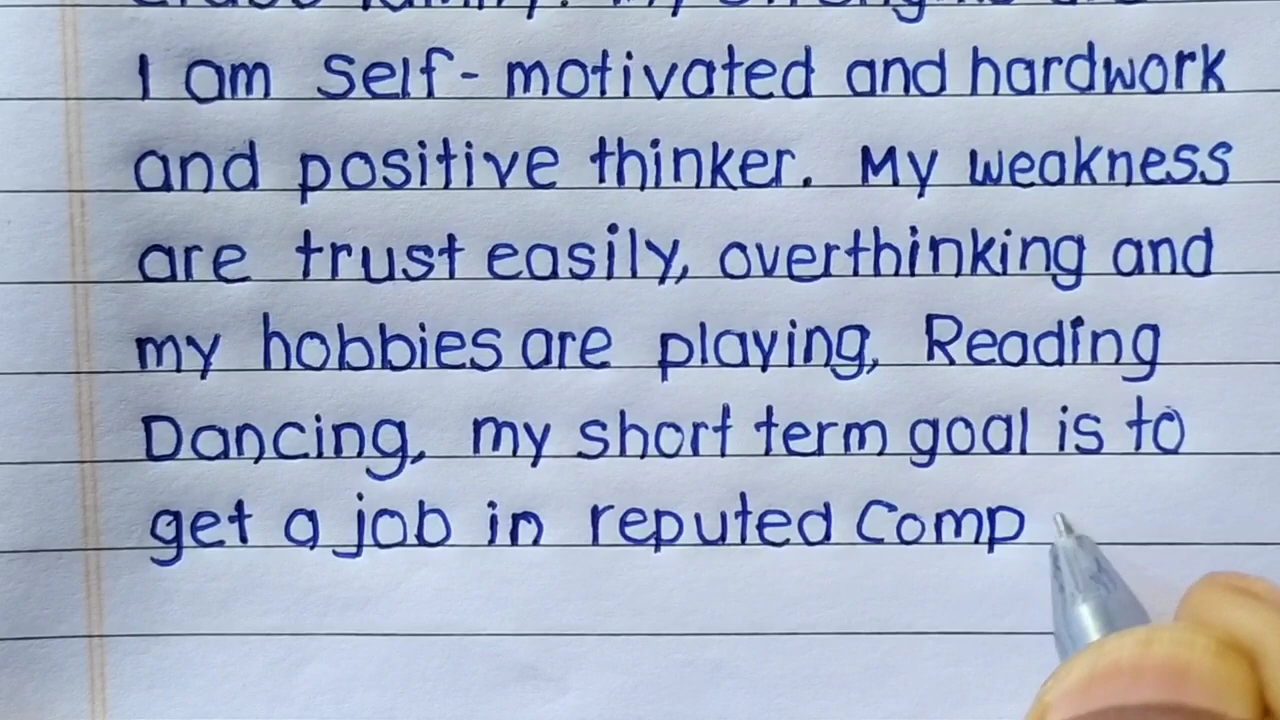 I am Self-motivated and hardwork
and positive thinker. My weakness
are trust easily, overthinking and
my hobbies are playing, Reading
Dancing, my short term goal is to
get a job in reputed Comp